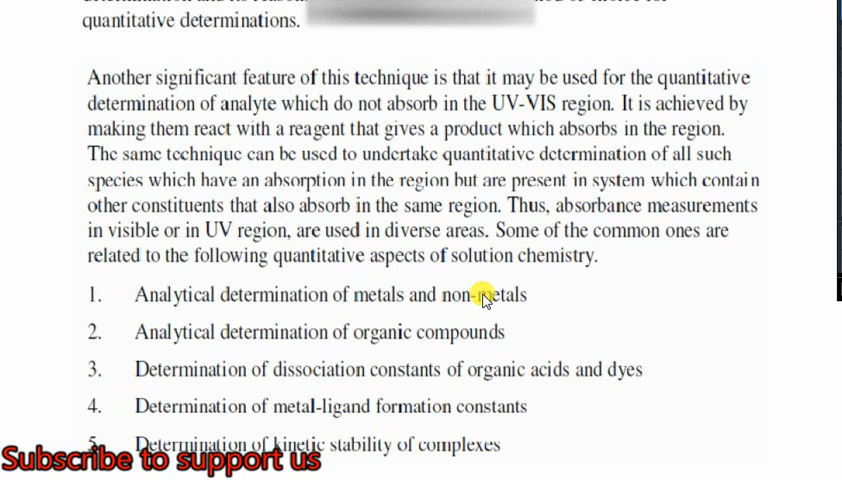 quantitative determinations.
Another significant feature of this technique is that it may be used for the quantitative
determination of analyte which do not absorb in the UV-VIS region. It is achieved by
making them react with a reagent that gives a product which absorbs in the region.
The same technique can be used to undertake quantitative determination of all such
species which have an absorption in the region but are present in system which contain
other constituents that also absorb in the same region. Thus, absorbance measurements
in visible or in UV region, are used in diverse areas. Some of the common ones are
related to the following quantitative aspects of solution chemistry.
1. Analytical determination of metals and non-metals
2. Analytical determination of organic compounds
3. Determination of dissociation constants of organic acids and dyes
4. Determination of metal-ligand formation constants
5. Determination of kinetic stability of complexes
Subscribe to support us